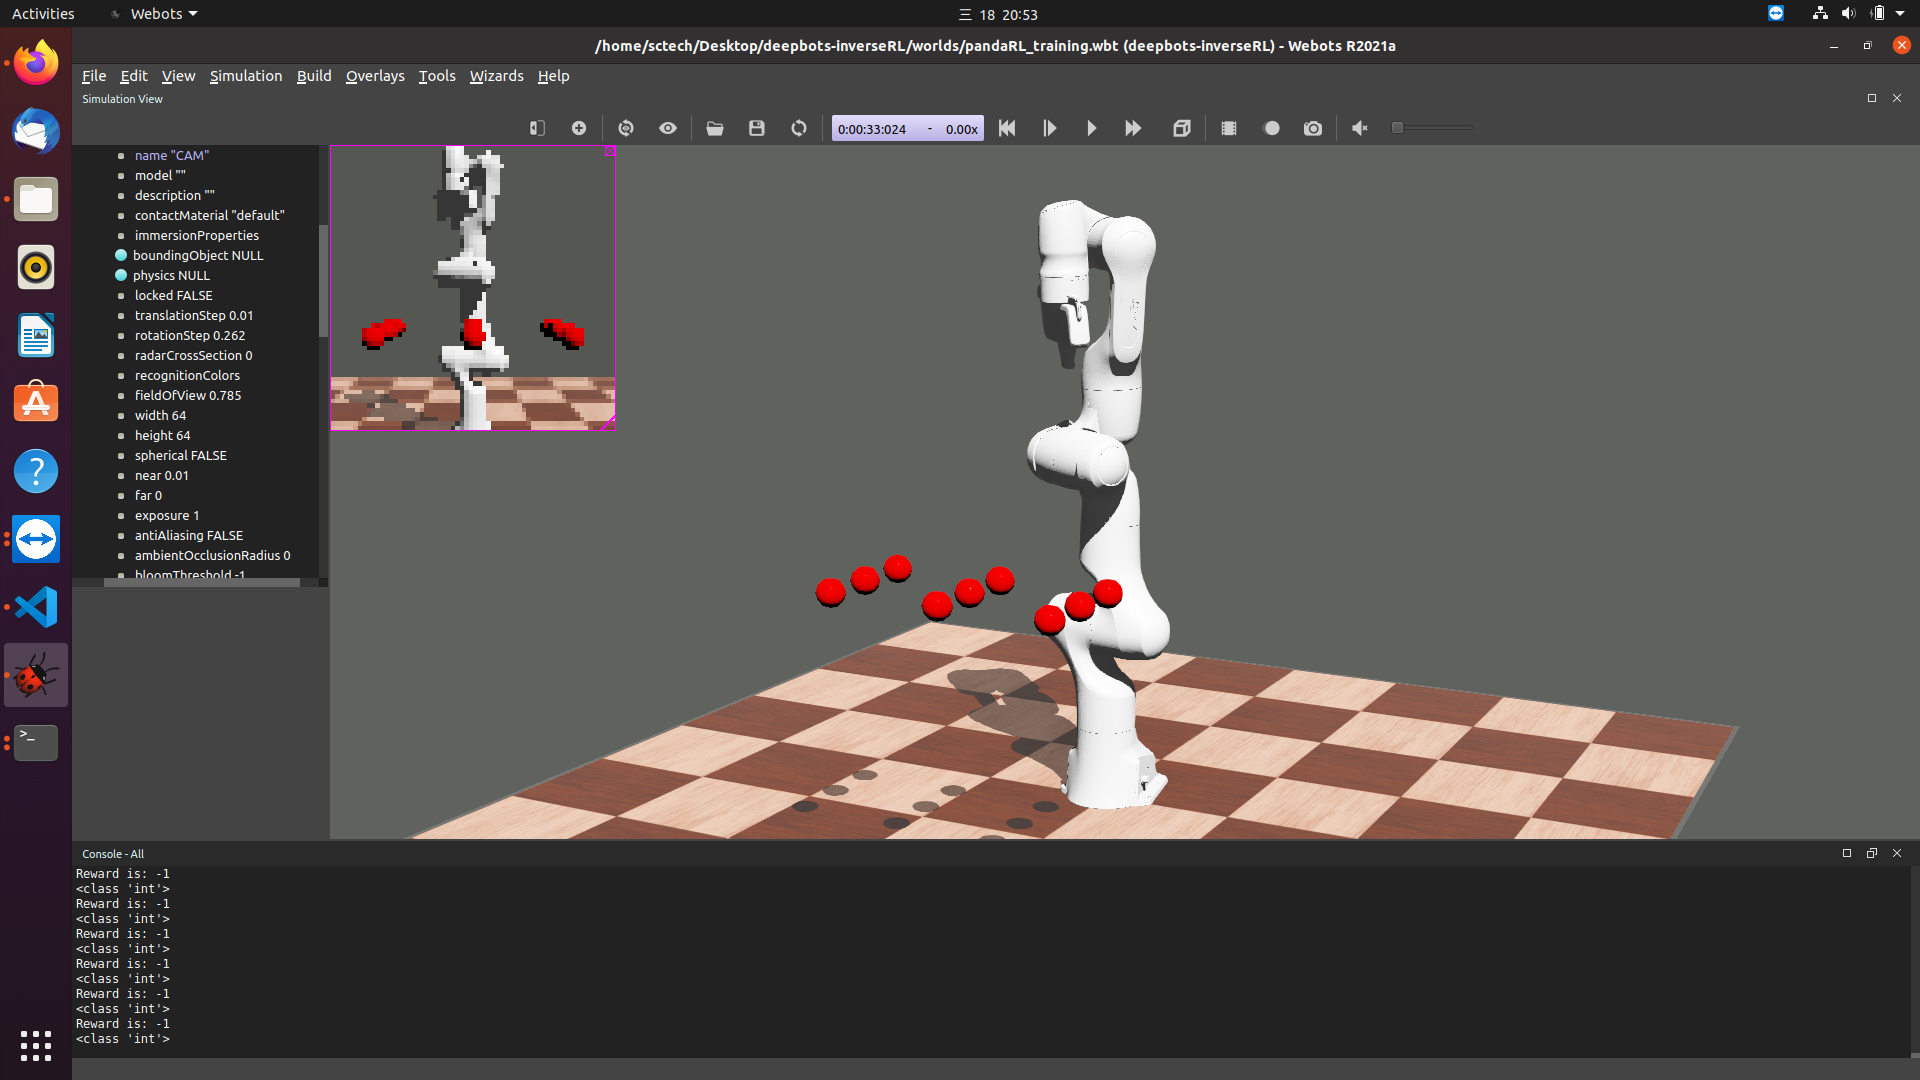 Activities
Webots
三 18 20:53
/home/sctech/Desktop/deepbots-inverseRL/worlds/pandaRL_training.wbt (deepbots-inverseRL) - Webots R2021a
File Edit View Simulation Build Overlays Tools Wizards Help
Simulation View
0:00:33:024 - 0.00x
name "CAM"
model ""
description ""
contactMaterial "default"
immersionProperties
boundingObject NULL
physics NULL
locked FALSE
translationStep 0.01
rotationStep 0.262
radarCrossSection 0
recognitionColors
fieldOfView 0.785
width 64
height 64
spherical FALSE
near 0.01
far 0
exposure 1
antiAliasing FALSE
ambientOcclusionRadius 0
bloomThreshold -1
>_
Console - All
Reward is: -1
<class 'int'>
Reward is: -1
<class 'int'>
Reward is: -1
<class 'int'>
Reward is: -1
<class 'int'>
Reward is: -1
<class 'int'>
Reward is: -1
<class 'int'>